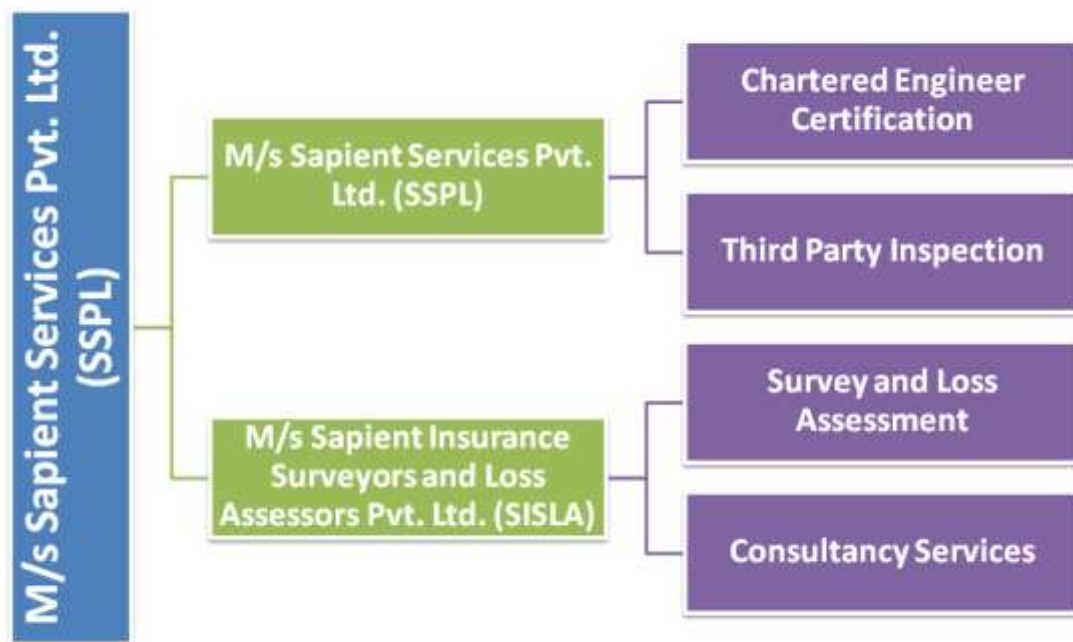 M/s Sapient Services Pvt. Ltd.
(SSPL)
M/s Sapient Services Pvt.
Ltd. (SSPL)
Chartered Engineer
Certification
Third Party Inspection
M/s Sapient Insurance
Surveyors and Loss
Assessors Pvt. Ltd. (SISLA)
Survey and Loss
Assessment
Consultancy Services